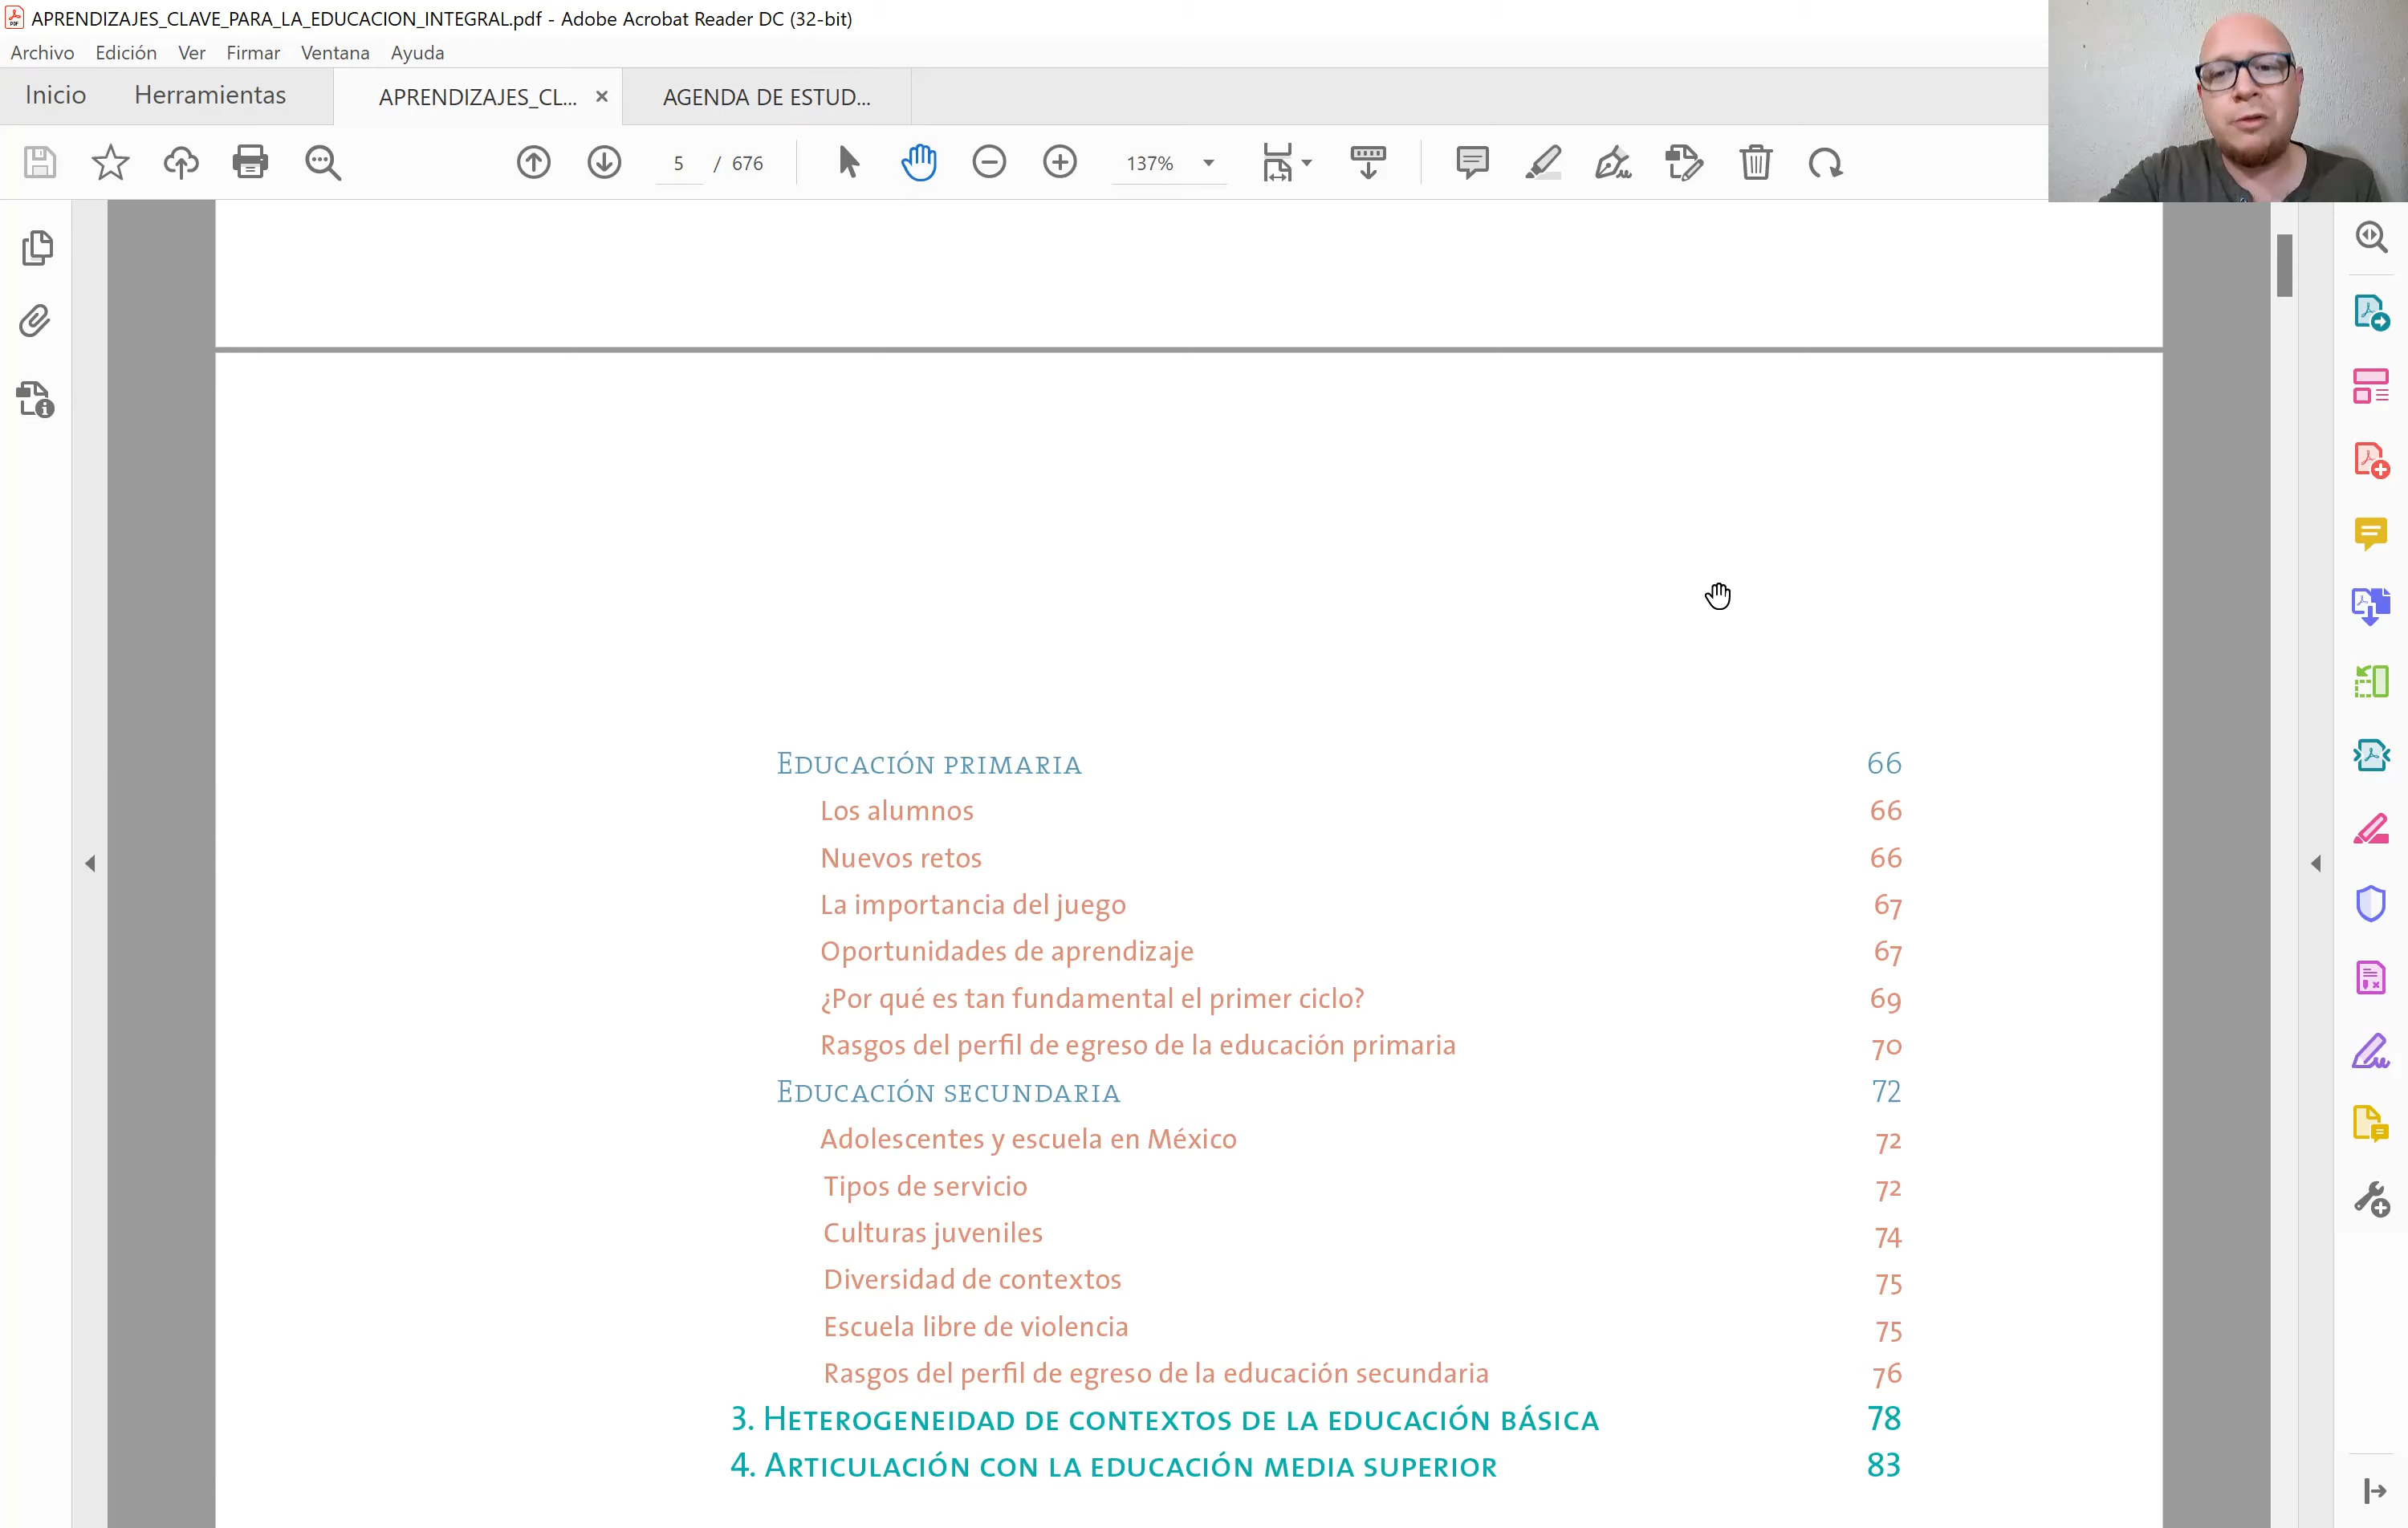 APRENDIZAJES_CLAVE_PARA_LA_EDUCACION_INTEGRAL.pdf - Adobe Acrobat Reader DC (32-bit)
Archivo Edición Ver Firmar Ventana Ayuda
Inicio Herramientas APRENDIZAJES_CL... × AGENDA DE ESTUD...
5 / 676 137%
EDUCACIÓN PRIMARIA 66
Los alumnos 66
Nuevos retos 66
La importancia del juego 67
Oportunidades de aprendizaje 67
¿Por qué es tan fundamental el primer ciclo? 69
Rasgos del perfil de egreso de la educación primaria 70
EDUCACIÓN SECUNDARIA 72
Adolescentes y escuela en México 72
Tipos de servicio 72
Culturas juveniles 74
Diversidad de contextos 75
Escuela libre de violencia 75
Rasgos del perfil de egreso de la educación secundaria 76
3. HETEROGENEIDAD DE CONTEXTOS DE LA EDUCACIÓN BÁSICA 78
4. ARTICULACIÓN CON LA EDUCACIÓN MEDIA SUPERIOR 83